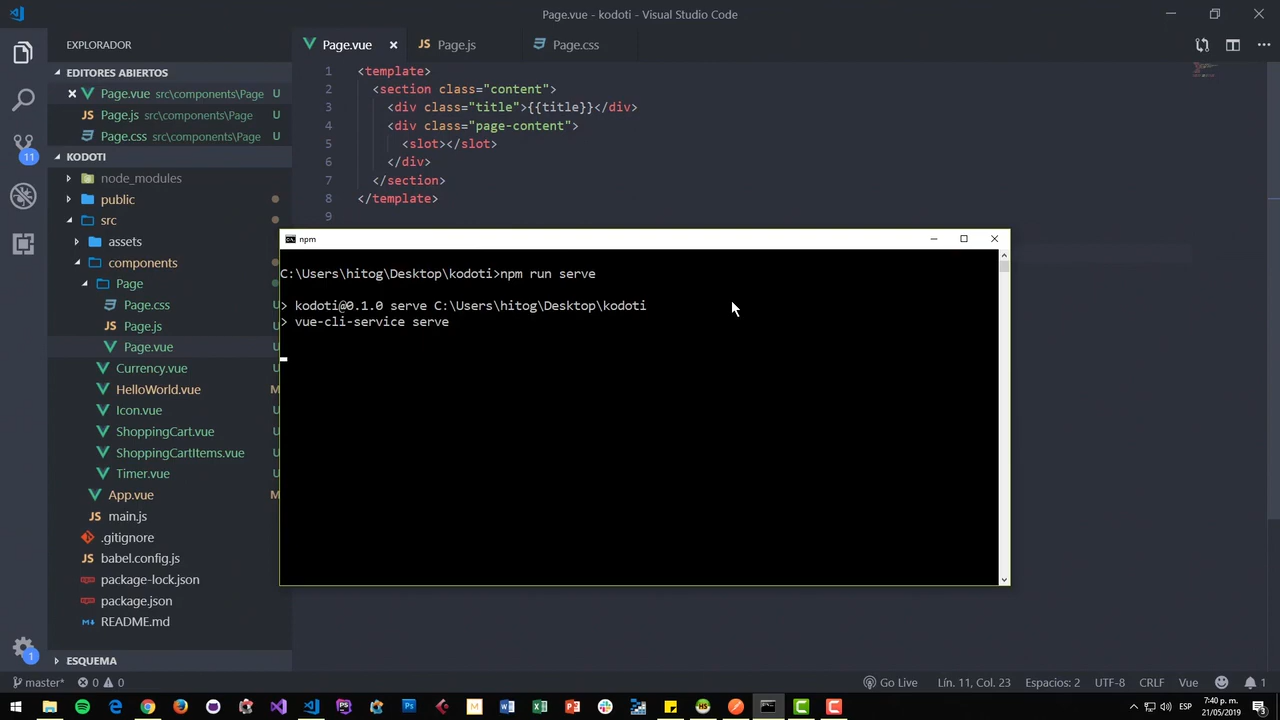 Page.vue - kodoti - Visual Studio Code
EXPLORADOR
EDITORES ABIERTOS
Page.vue src\components\Page U
Page.js src\components\Page U
Page.css src\components\Page U
KODOTI
node_modules
public
src
assets
components
Page
Page.css U
Page.js U
Page.vue U
Currency.vue U
HelloWorld.vue M
Icon.vue U
ShoppingCart.vue U
ShoppingCartItems.vue U
Timer.vue U
App.vue M
main.js
.gitignore
babel.config.js
package-lock.json
package.json
README.md
ESQUEMA
11
1
Page.vue
JS Page.js
Page.css
1 <template>
2 <section class="content">
3 <div class="title">{{title}}</div>
4 <div class="page-content">
5 <slot></slot>
6 </div>
7 </section>
8 </template>
9
npm
C:\Users\hitog\Desktop\kodoti>npm run serve
> kodoti@0.1.0 serve C:\Users\hitog\Desktop\kodoti
> vue-cli-service serve
master* 0 0
Go Live Lín. 11, Col. 23 Espacios: 2 UTF-8 CRLF Vue 1
ESP
7:40 p. m.
21/05/2019